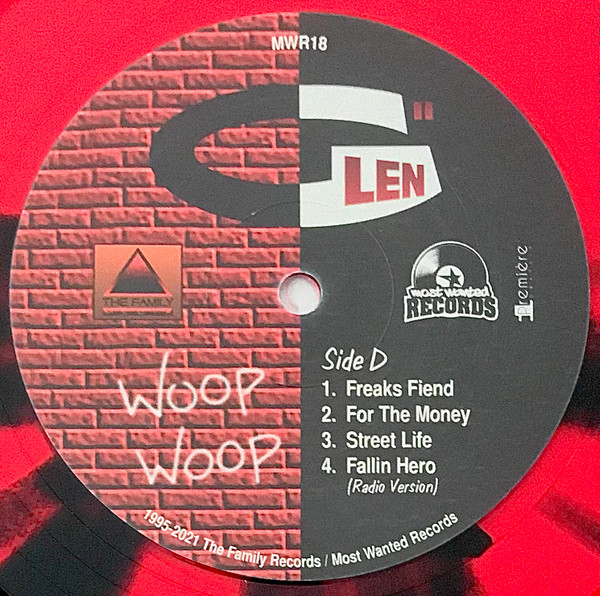 MWR18
G LEN
THE FAMILY
most wanted
RECORDS
Première
WOOP
WOOP
Side D
1. Freaks Fiend
2. For The Money
3. Street Life
4. Fallin Hero
(Radio Version)
1995-2021 The Family Records / Most Wanted Records